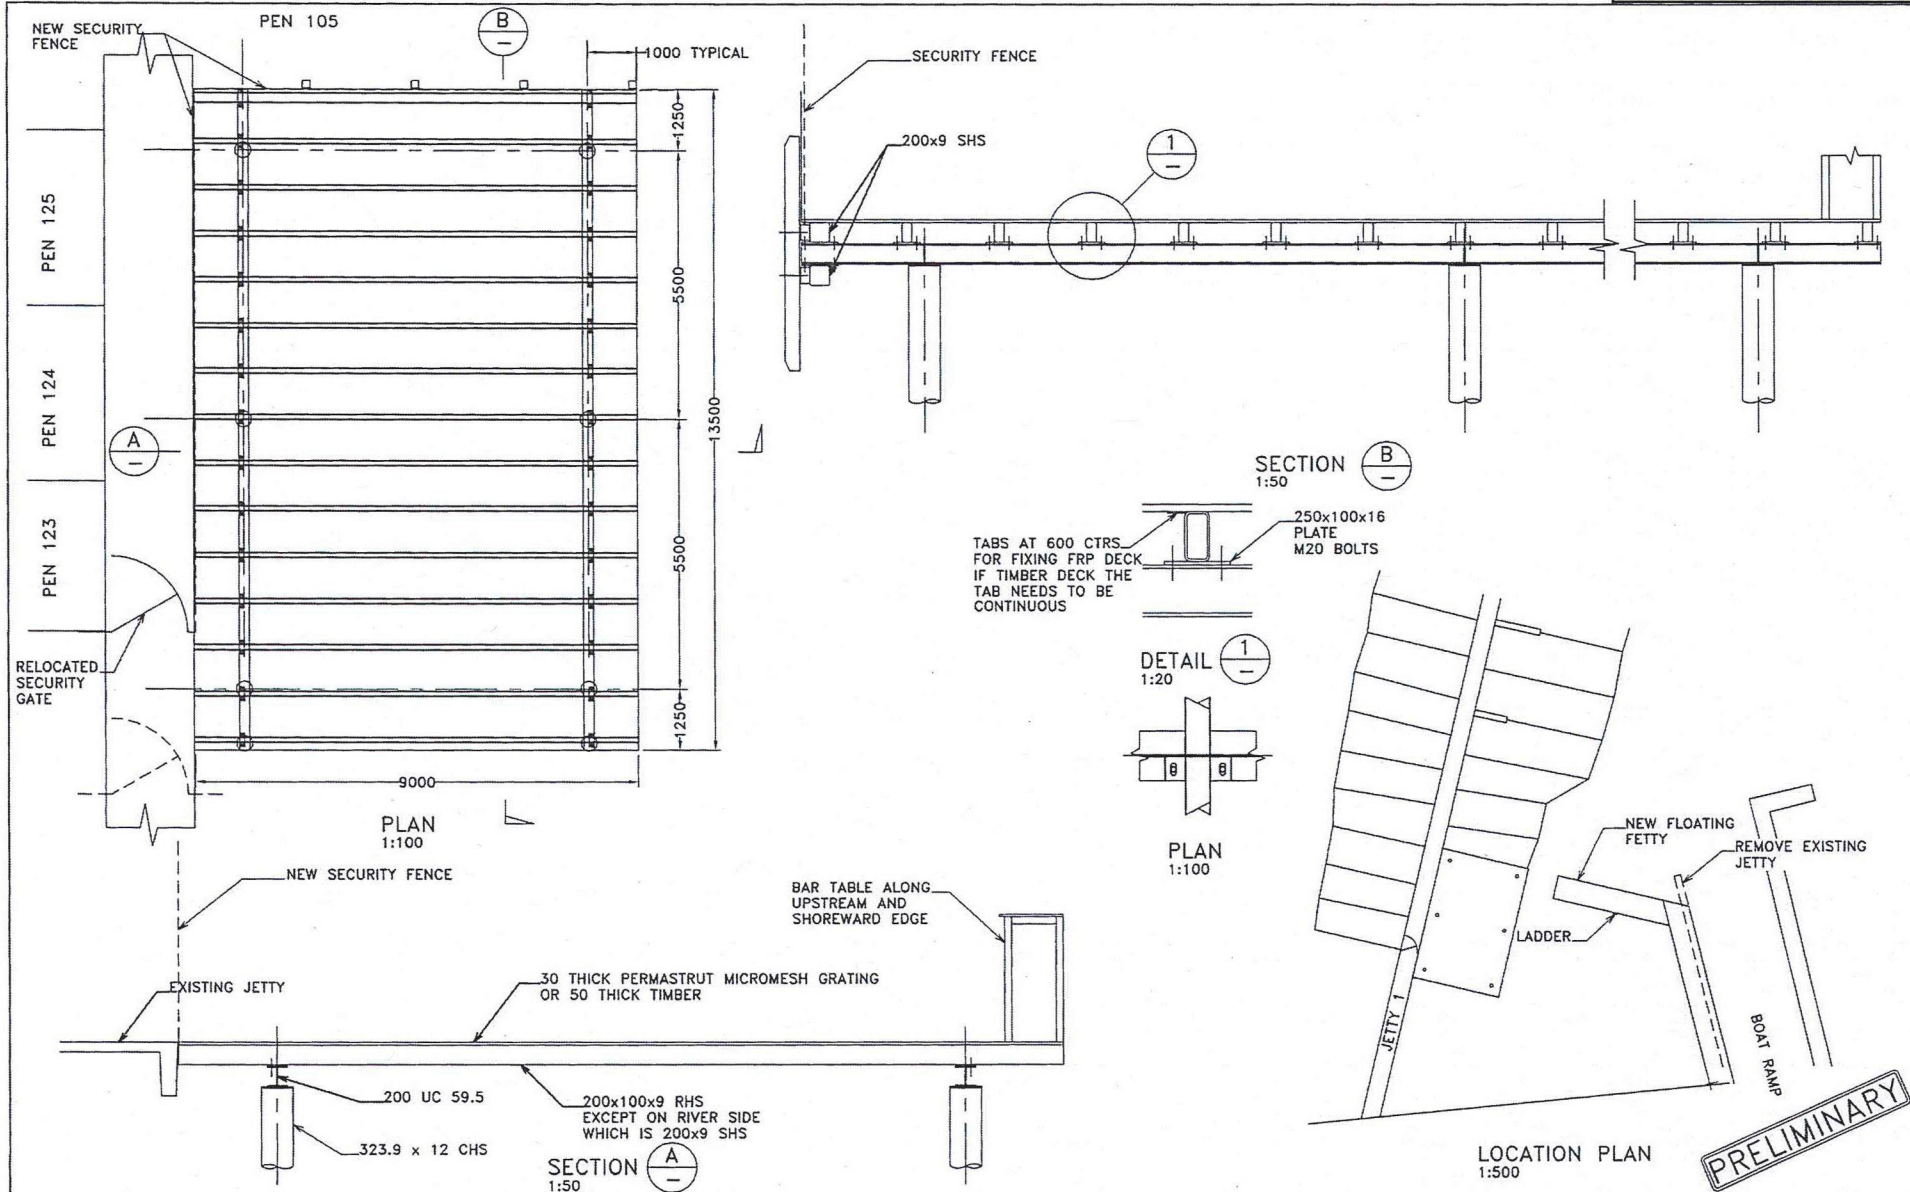 NEW SECURITY
FENCE
PEN 105
B
—
1000 TYPICAL
1250
5500
13500
5500
1250
9000
PEN 125
PEN 124
PEN 123
A
—
RELOCATED
SECURITY
GATE
PLAN
1:100
SECURITY FENCE
200x9 SHS
1
—
SECTION B
—
1:50
TABS AT 600 CTRS
FOR FIXING FRP DECK
IF TIMBER DECK THE
TAB NEEDS TO BE
CONTINUOUS
250x100x16
PLATE
M20 BOLTS
DETAIL 1
—
1:20
PLAN
1:100
NEW SECURITY FENCE
EXISTING JETTY
30 THICK PERMASTRUT MICROMESH GRATING
OR 50 THICK TIMBER
BAR TABLE ALONG
UPSTREAM AND
SHOREWARD EDGE
200 UC 59.5
323.9 x 12 CHS
200x100x9 RHS
EXCEPT ON RIVER SIDE
WHICH IS 200x9 SHS
SECTION A
—
1:50
NEW FLOATING
FETTY
REMOVE EXISTING
JETTY
LADDER
JETTY 1
BOAT RAMP
LOCATION PLAN
1:500
PRELIMINARY